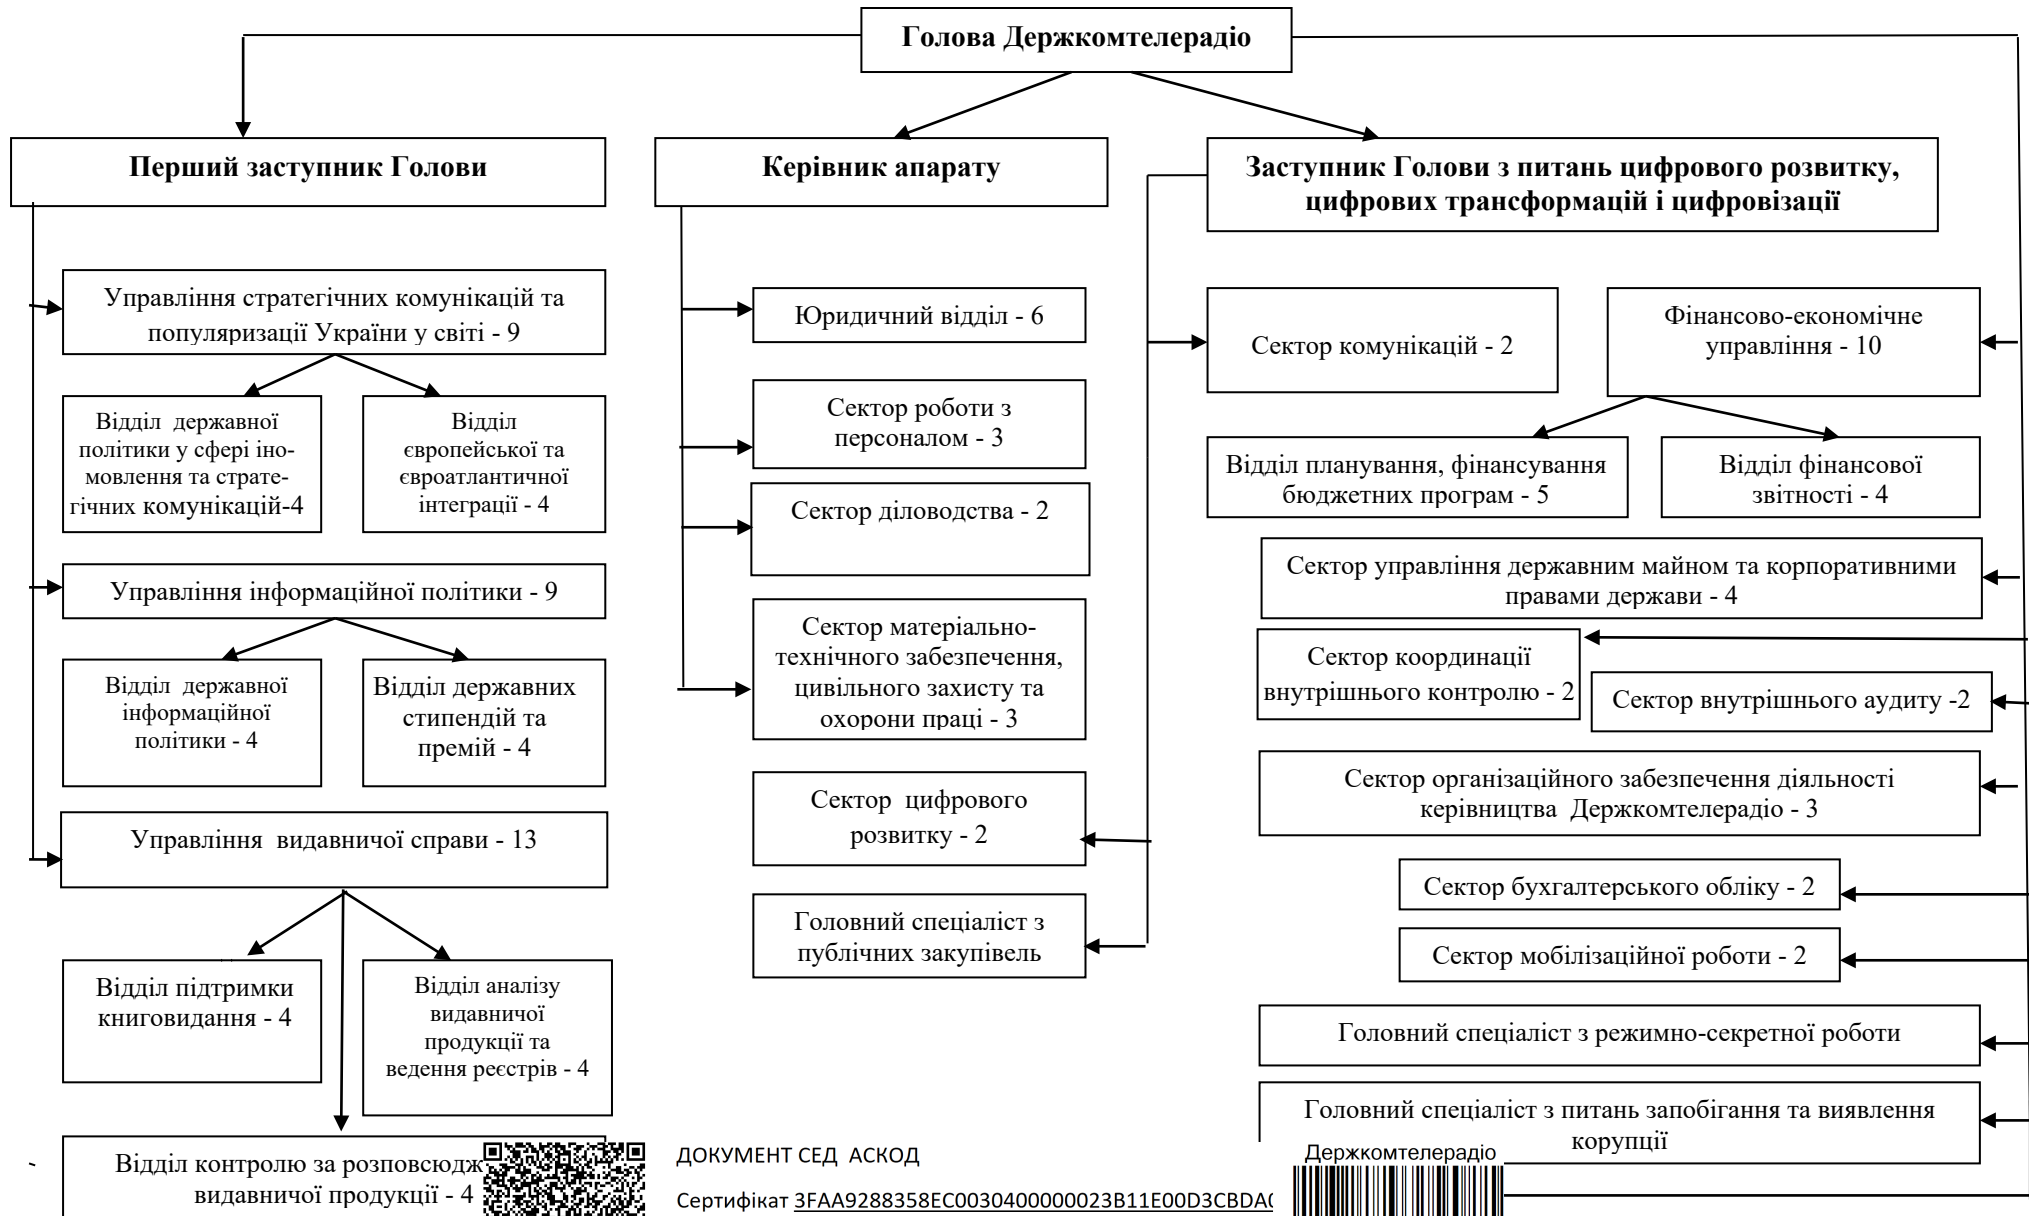 Голова Держкомтелерадіо
Перший заступник Голови
Керівник апарату
Заступник Голови з питань цифрового розвитку,
цифрових трансформацій і цифровізації
Управління стратегічних комунікацій та
популяризації України у світі - 9
Відділ державної
політики у сфері іно-
мовлення та страте-
гічних комунікацій-4
Відділ
європейської та
євроатлантичної
інтеграції - 4
Управління інформаційної політики - 9
Відділ державної
інформаційної
політики - 4
Відділ державних
стипендій та
премій - 4
Управління видавничої справи - 13
Відділ підтримки
книговидання - 4
Відділ аналізу
видавничої
продукції та
ведення реєстрів - 4
Відділ контролю за розповсюдж
видавничої продукції - 4
Юридичний відділ - 6
Сектор роботи з
персоналом - 3
Сектор діловодства - 2
Сектор матеріально-
технічного забезпечення,
цивільного захисту та
охорони праці - 3
Сектор цифрового
розвитку - 2
Головний спеціаліст з
публічних закупівель
Сектор комунікацій - 2
Фінансово-економічне
управління - 10
Відділ планування, фінансування
бюджетних програм - 5
Відділ фінансової
звітності - 4
Сектор управління державним майном та корпоративними
правами держави - 4
Сектор координації
внутрішнього контролю - 2
Сектор внутрішнього аудиту -2
Сектор організаційного забезпечення діяльності
керівництва Держкомтелерадіо - 3
Сектор бухгалтерського обліку - 2
Сектор мобілізаційної роботи - 2
Головний спеціаліст з режимно-секретної роботи
Головний спеціаліст з питань запобігання та виявлення
корупції
ДОКУМЕНТ СЕД АСКОД
Сертифікат 3FAA9288358EC0030400000023B11E00D3CBDA0
Держкомтелерадіо